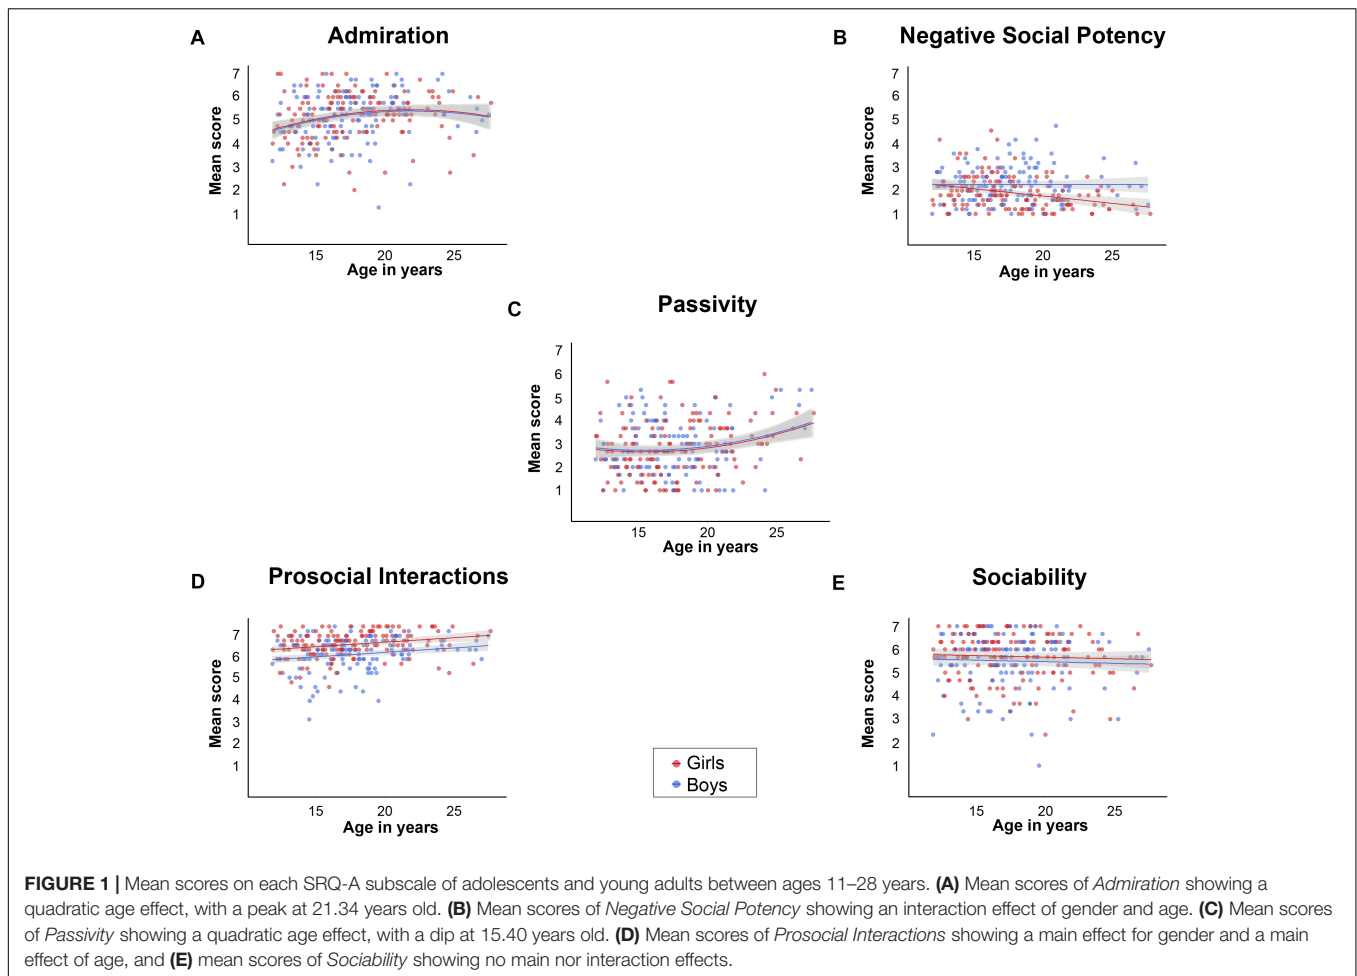 A
Admiration
7
6
5
4
3
2
1
Mean score
15 20 25
Age in years
B
Negative Social Potency
7
6
5
4
3
2
1
Mean score
15 20 25
Age in years
C
Passivity
7
6
5
4
3
2
1
Mean score
15 20 25
Age in years
D
Prosocial Interactions
7
6
5
4
3
2
1
Mean score
15 20 25
Age in years
Girls
Boys
E
Sociability
7
6
5
4
3
2
1
Mean score
15 20 25
Age in years
FIGURE 1 | Mean scores on each SRQ-A subscale of adolescents and young adults between ages 11–28 years. (A) Mean scores of Admiration showing a
quadratic age effect, with a peak at 21.34 years old. (B) Mean scores of Negative Social Potency showing an interaction effect of gender and age. (C) Mean scores
of Passivity showing a quadratic age effect, with a dip at 15.40 years old. (D) Mean scores of Prosocial Interactions showing a main effect for gender and a main
effect of age, and (E) mean scores of Sociability showing no main nor interaction effects.